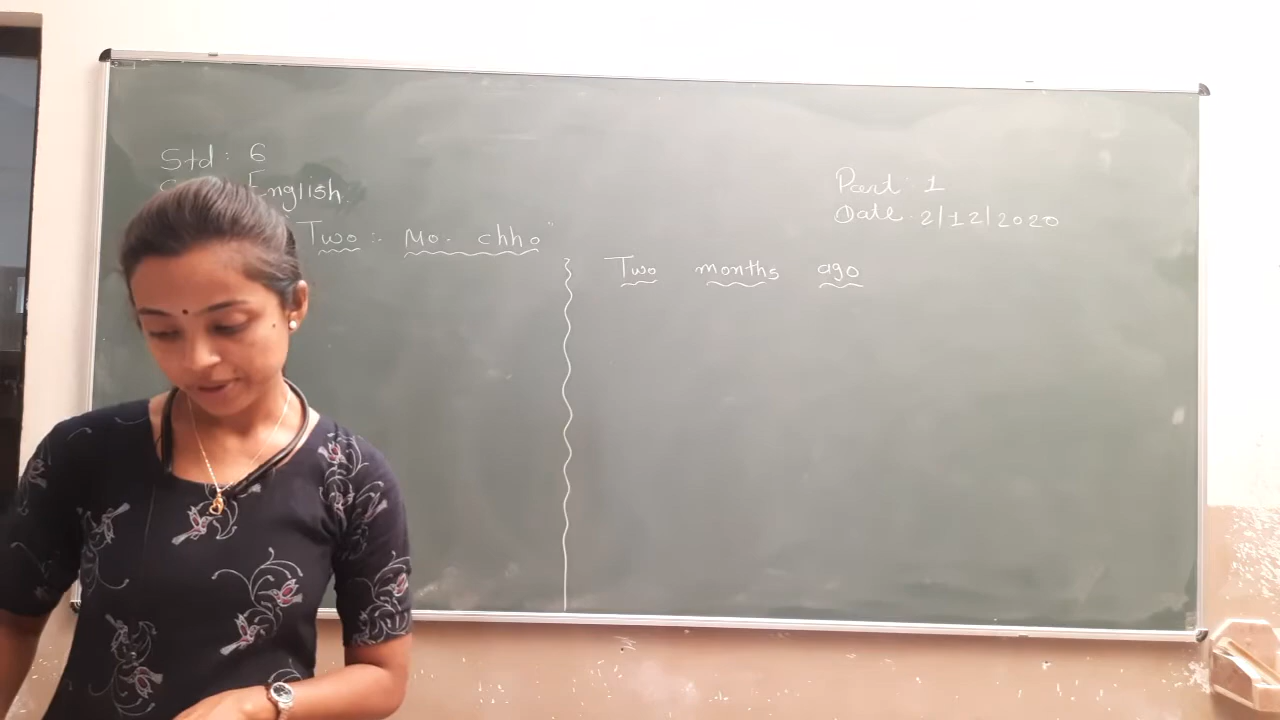 Std : 6
English.
Two :- Mo. chho"
Part : 1
Date : 2/12/2020
Two months ago